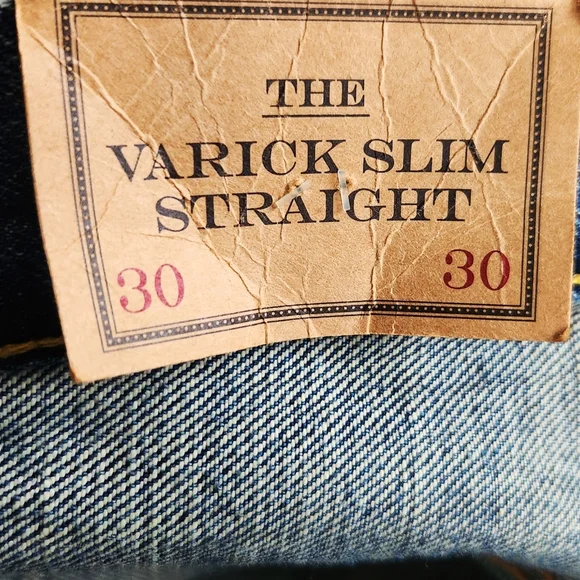 THE
VARICK SLIM
STRAIGHT
30 30